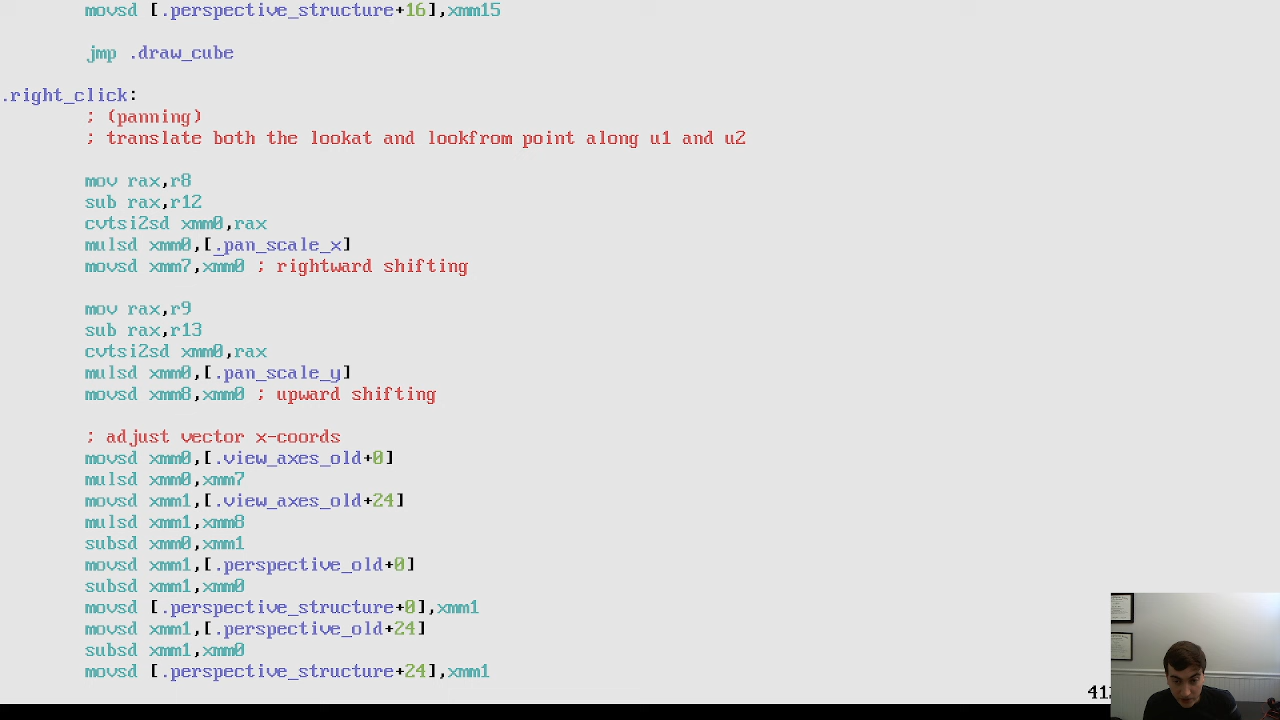 movsd [.perspective_structure+16],xmm15
jmp .draw_cube
.right_click:
; (panning)
; translate both the lookat and lookfrom point along u1 and u2
mov rax,r8
sub rax,r12
cvtsi2sd xmm0,rax
mulsd xmm0,[.pan_scale_x]
movsd xmm7,xmm0 ; rightward shifting
mov rax,r9
sub rax,r13
cvtsi2sd xmm0,rax
mulsd xmm0,[.pan_scale_y]
movsd xmm8,xmm0 ; upward shifting
; adjust vector x-coords
movsd xmm0,[.view_axes_old+0]
mulsd xmm0,xmm7
movsd xmm1,[.view_axes_old+24]
mulsd xmm1,xmm8
subsd xmm0,xmm1
movsd xmm1,[.perspective_old+0]
subsd xmm1,xmm0
movsd [.perspective_structure+0],xmm1
movsd xmm1,[.perspective_old+24]
subsd xmm1,xmm0
movsd [.perspective_structure+24],xmm1